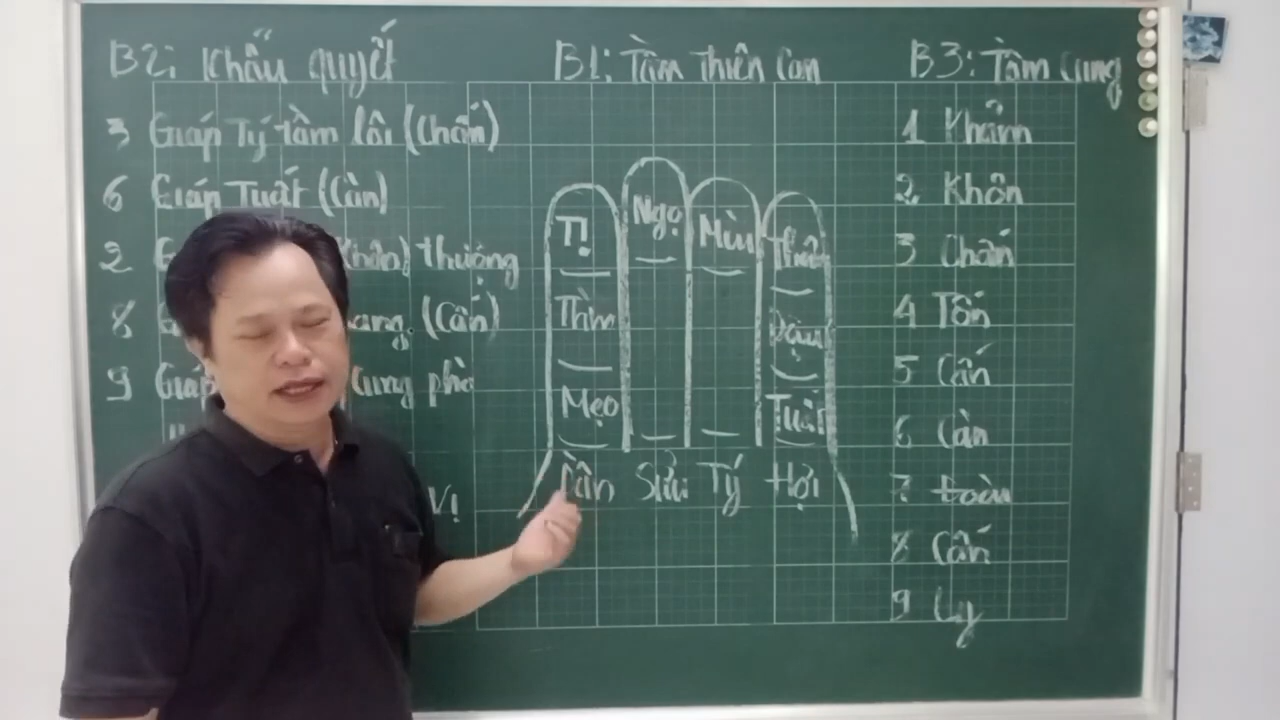 B2: Khẩu quyết
3 Giáp Tý tầm lôi (Chấn)
6 Giáp Tuất (Càn)
2 thượng
8 (Cấn)
9 Giáp Cung phò
Vị
B1: Tầm thiên Can
Tị Ngọ Mùi Thân
Thìn Dậu
Mẹo Tuất
Dần Sửu Tý Hợi
B3: Tầm Cung
1 Khảm
2 Khôn
3 Chấn
4 Tốn
5 Cấn
6 Càn
7 Đoài
8 Cấn
9 Ly